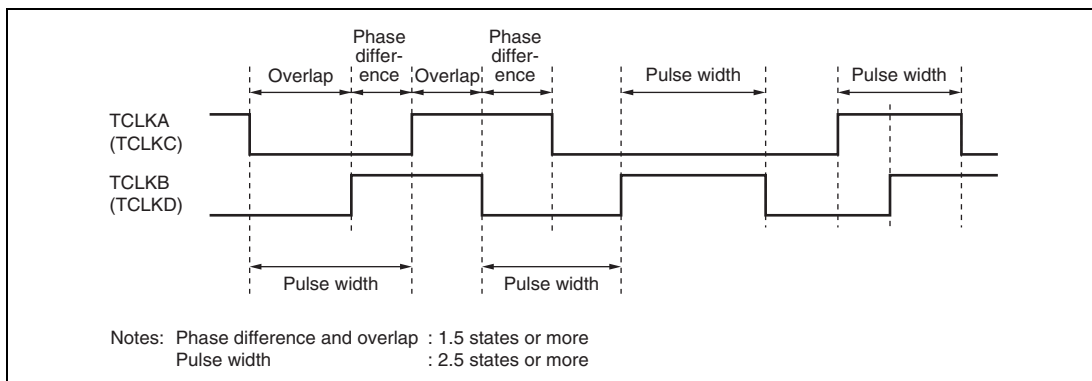 Phase
differ-
ence
Phase
differ-
ence
Overlap
Overlap
Pulse width
Pulse width
TCLKA
(TCLKC)
TCLKB
(TCLKD)
Pulse width
Pulse width
Notes: Phase difference and overlap : 1.5 states or more
Pulse width : 2.5 states or more